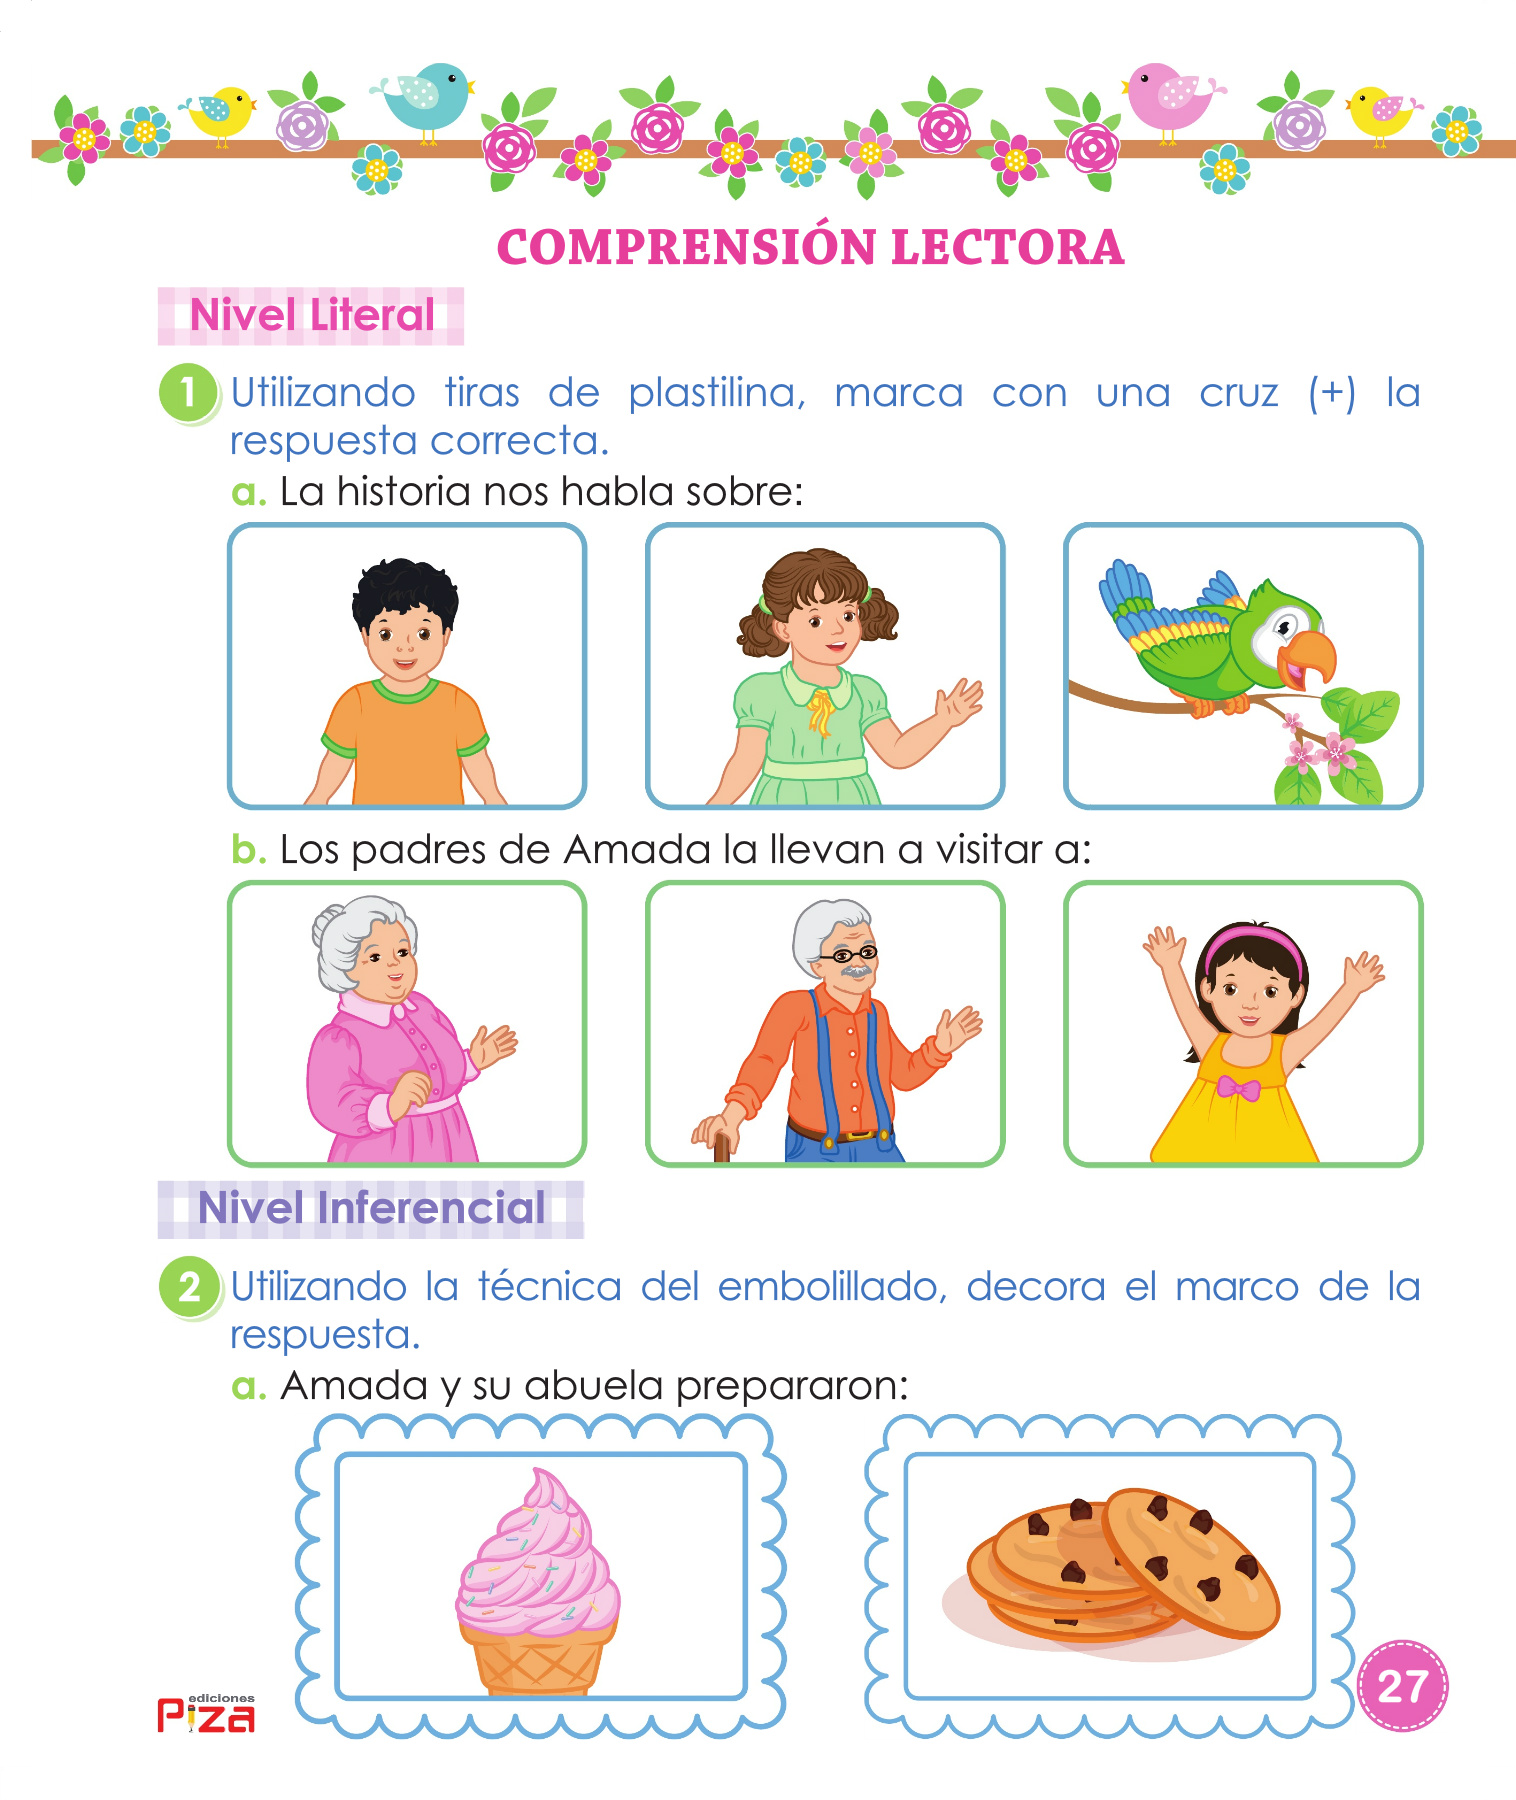 COMPRENSIÓN LECTORA
Nivel Literal
1 Utilizando tiras de plastilina, marca con una cruz (+) la
respuesta correcta.
a. La historia nos habla sobre:
b. Los padres de Amada la llevan a visitar a:
Nivel Inferencial
2 Utilizando la técnica del embolillado, decora el marco de la
respuesta.
a. Amada y su abuela prepararon:
ediciones
Piza
27